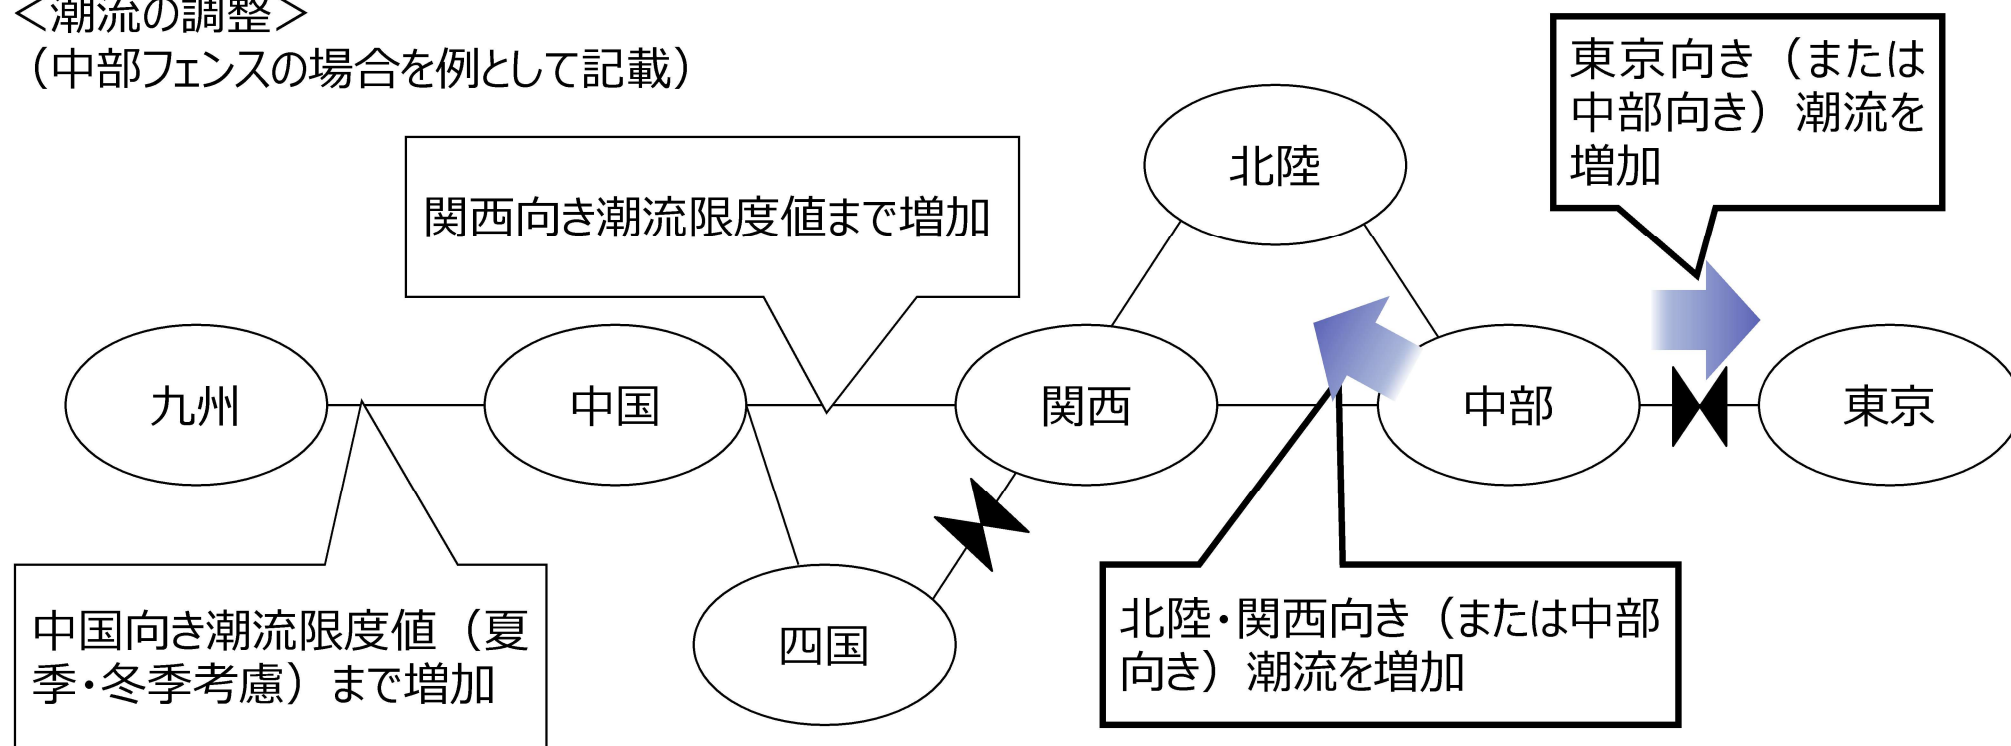 ＜潮流の調整＞
（中部フェンスの場合を例として記載）
東京向き（または
中部向き）潮流を
増加
関西向き潮流限度値まで増加
北陸
九州
中国
関西
中部
東京
四国
中国向き潮流限度値（夏
季・冬季考慮）まで増加
北陸・関西向き（または中部
向き）潮流を増加